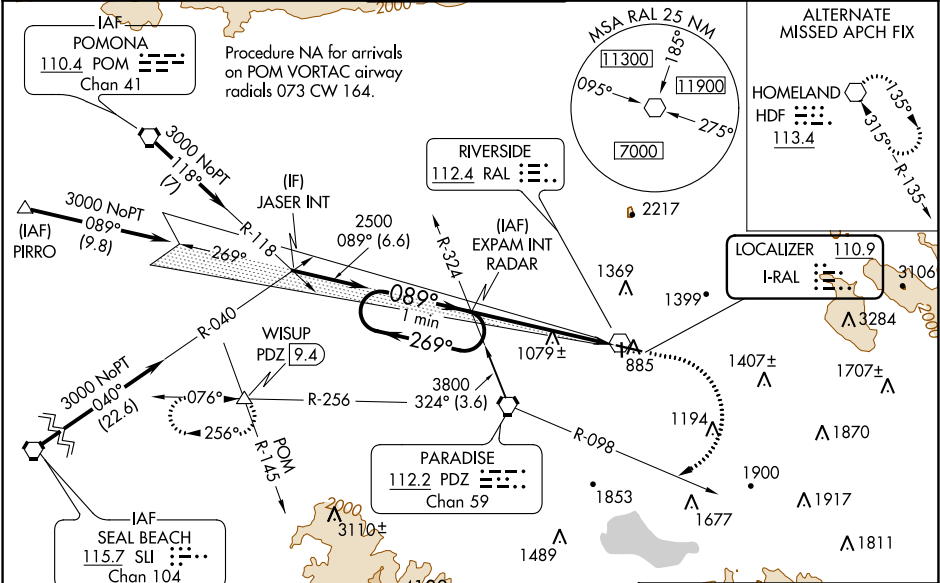 2000
IAF
POMONA
110.4 POM
Chan 41
Procedure NA for arrivals
on POM VORTAC airway
radials 073 CW 164.
MSA RAL 25 NM
185°
11300
11900
095°
275°
7000
ALTERNATE
MISSED APCH FIX
HOMELAND
HDF
113.4
135°
315°
R-135
3000 NoPT
118°
(7)
RIVERSIDE
112.4 RAL
2217
(IF)
JASER INT
3000 NoPT
089°
(9.8)
(IAF)
PIRRO
R-118
269°
2500
089° (6.6)
R-324
(IAF)
EXPAM INT
RADAR
LOCALIZER 110.9
I-RAL
3106
2000
1369
1399
3284
089°
1 min
269°
R-040
WISUP
PDZ 9.4
1079±
885
1407±
1707±
3000 NoPT
040°
(22.6)
076°
R-256
256°
3800
324° (3.6)
1194
POM
R-145
R-098
1870
PARADISE
112.2 PDZ
Chan 59
1900
1853
1677
1917
2000
3110±
1489
1811
IAF
SEAL BEACH
115.7 SLI
Chan 104